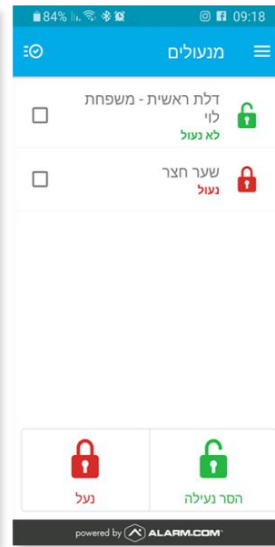 84% 09:18
מנעולים
דלת ראשית - משפחת
לוי
לא נעול
שער חצר
נעול
הסר נעילה
נעל
powered by ALARM.COM